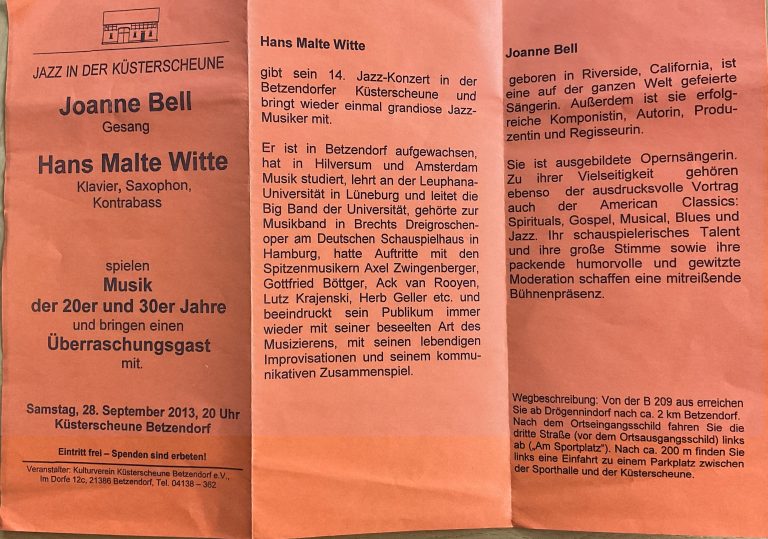 JAZZ IN DER KÜSTERSCHEUNE
Joanne Bell
Gesang
Hans Malte Witte
Klavier, Saxophon,
Kontrabass
spielen
Musik
der 20er und 30er Jahre
und bringen einen
Überraschungsgast
mit.
Samstag, 28. September 2013, 20 Uhr
Küsterscheune Betzendorf
Eintritt frei – Spenden sind erbeten!
Veranstalter: Kulturverein Küsterscheune Betzendorf e.V.,
Im Dorfe 12c, 21386 Betzendorf, Tel. 04138 – 362
Hans Malte Witte
gibt sein 14. Jazz-Konzert in der
Betzendorfer Küsterscheune und
bringt wieder einmal grandiose Jazz-
Musiker mit.
Er ist in Betzendorf aufgewachsen,
hat in Hilversum und Amsterdam
Musik studiert, lehrt an der Leuphana-
Universität in Lüneburg und leitet die
Big Band der Universität, gehörte zur
Musikband in Brechts Dreigroschen-
oper am Deutschen Schauspielhaus in
Hamburg, hatte Auftritte mit den
Spitzenmusikern Axel Zwingenberger,
Gottfried Böttger, Ack van Rooyen,
Lutz Krajenski, Herb Geller etc. und
beeindruckt sein Publikum immer
wieder mit seiner beseelten Art des
Musizierens, mit seinen lebendigen
Improvisationen und seinem kommu-
nikativen Zusammenspiel.
Joanne Bell
geboren in Riverside, California, ist
eine auf der ganzen Welt gefeierte
Sängerin. Außerdem ist sie erfolg-
reiche Komponistin, Autorin, Produ-
zentin und Regisseurin.
Sie ist ausgebildete Opernsängerin.
Zu ihrer Vielseitigkeit gehören
ebenso der ausdrucksvolle Vortrag
auch der American Classics:
Spirituals, Gospel, Musical, Blues und
Jazz. Ihr schauspielerisches Talent
und ihre große Stimme sowie ihre
packende humorvolle und gewitzte
Moderation schaffen eine mitreißende
Bühnenpräsenz.
Wegbeschreibung: Von der B 209 aus erreichen
Sie ab Drögennindorf nach ca. 2 km Betzendorf.
Nach dem Ortseingangsschild fahren Sie die
dritte Straße (vor dem Ortsausgangsschild) links
ab („Am Sportplatz"). Nach ca. 200 m finden Sie
links eine Einfahrt zu einem Parkplatz zwischen
der Sporthalle und der Küsterscheune.